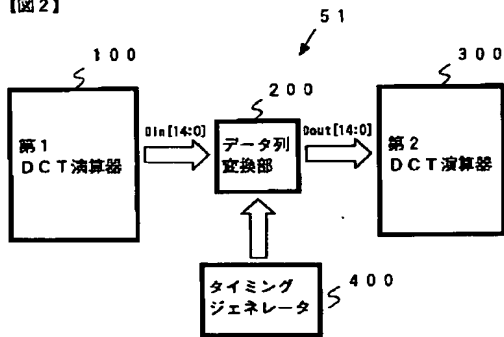 【図2】
51
100
200
300
第1
DCT演算器
Din[14:0]
データ列
変換部
Dout[14:0]
第2
DCT演算器
タイミング
ジェネレータ
400